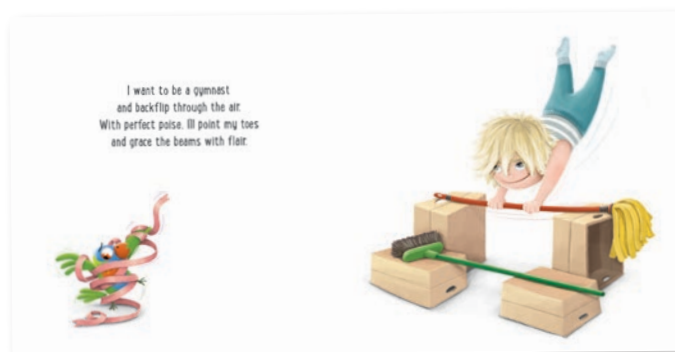 I want to be a gymnast
and backflip through the air.
With perfect poise, I'll point my toes
and grace the beams with flair.